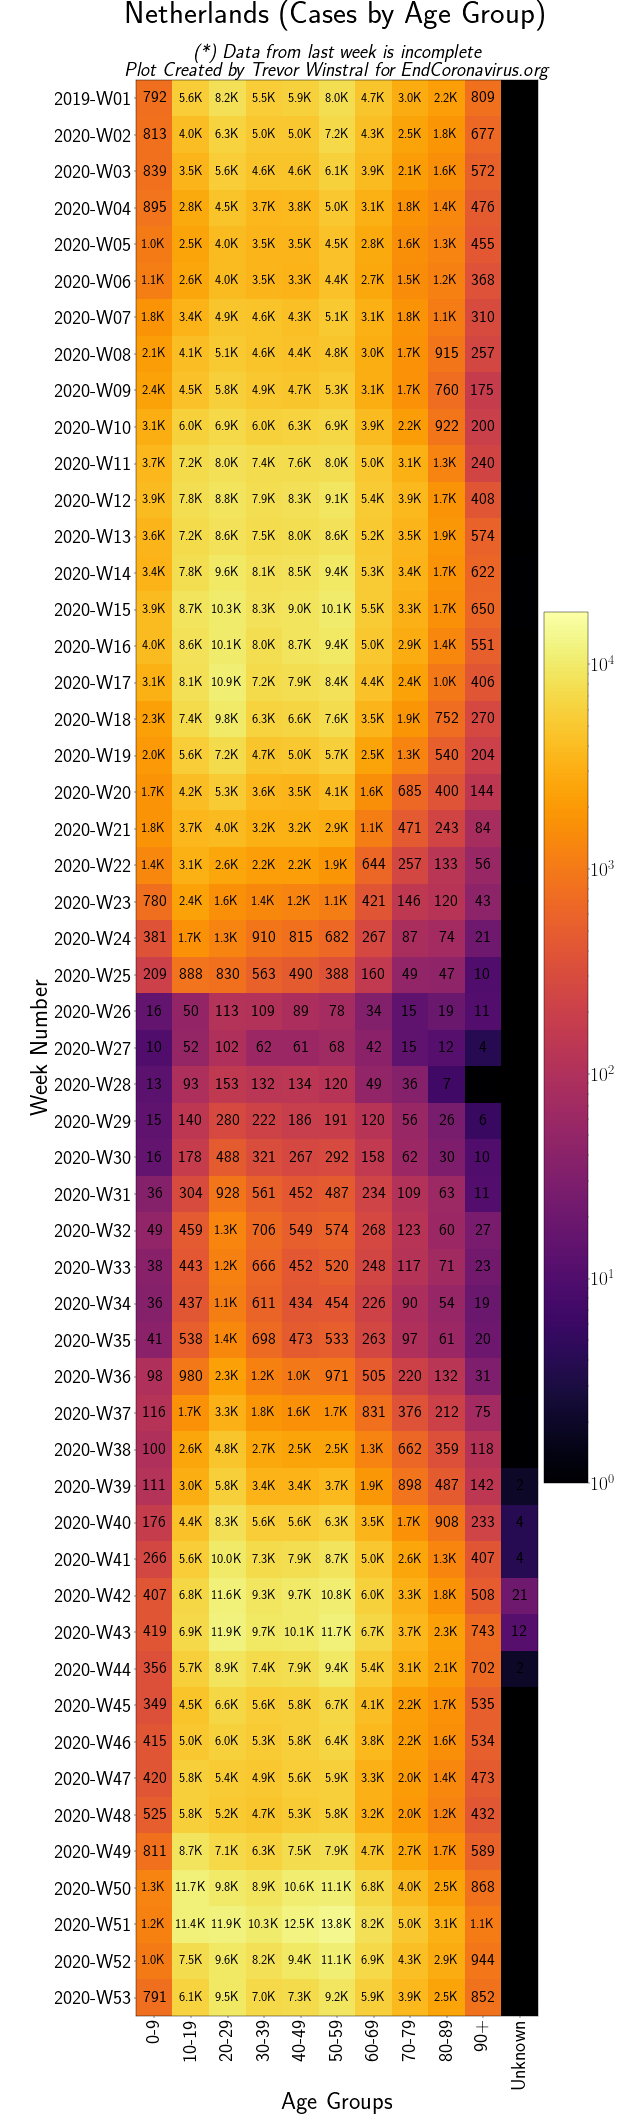 Netherlands (Cases by Age Group)
(*) Data from last week is incomplete
Plot Created by Trevor Winstral for EndCoronavirus.org
2019-W01 792 5.6K 8.2K 5.5K 5.9K 8.0K 4.7K 3.0K 2.2K 809
2020-W02 813 4.0K 6.3K 5.0K 5.0K 7.2K 4.3K 2.5K 1.8K 677
2020-W03 839 3.5K 5.6K 4.6K 4.6K 6.1K 3.9K 2.1K 1.6K 572
2020-W04 895 2.8K 4.5K 3.7K 3.8K 5.0K 3.1K 1.8K 1.4K 476
2020-W05 1.0K 2.5K 4.0K 3.5K 3.5K 4.5K 2.8K 1.6K 1.3K 455
2020-W06 1.1K 2.6K 4.0K 3.5K 3.3K 4.4K 2.7K 1.5K 1.2K 368
2020-W07 1.8K 3.4K 4.9K 4.6K 4.3K 5.1K 3.1K 1.8K 1.1K 310
2020-W08 2.1K 4.1K 5.1K 4.6K 4.4K 4.8K 3.0K 1.7K 915 257
2020-W09 2.4K 4.5K 5.8K 4.9K 4.7K 5.3K 3.1K 1.7K 760 175
2020-W10 3.1K 6.0K 6.9K 6.0K 6.3K 6.9K 3.9K 2.2K 922 200
2020-W11 3.7K 7.2K 8.0K 7.4K 7.6K 8.0K 5.0K 3.1K 1.3K 240
2020-W12 3.9K 7.8K 8.8K 7.9K 8.3K 9.1K 5.4K 3.9K 1.7K 408
2020-W13 3.6K 7.2K 8.6K 7.5K 8.0K 8.6K 5.2K 3.5K 1.9K 574
2020-W14 3.4K 7.8K 9.6K 8.1K 8.5K 9.4K 5.3K 3.4K 1.7K 622
2020-W15 3.9K 8.7K 10.3K 8.3K 9.0K 10.1K 5.5K 3.3K 1.7K 650
2020-W16 4.0K 8.6K 10.1K 8.0K 8.7K 9.4K 5.0K 2.9K 1.4K 551
2020-W17 3.1K 8.1K 10.9K 7.2K 7.9K 8.4K 4.4K 2.4K 1.0K 406
2020-W18 2.3K 7.4K 9.8K 6.3K 6.6K 7.6K 3.5K 1.9K 752 270
2020-W19 2.0K 5.6K 7.2K 4.7K 5.0K 5.7K 2.5K 1.3K 540 204
2020-W20 1.7K 4.2K 5.3K 3.6K 3.5K 4.1K 1.6K 685 400 144
2020-W21 1.8K 3.7K 4.0K 3.2K 3.2K 2.9K 1.1K 471 243 84
2020-W22 1.4K 3.1K 2.6K 2.2K 2.2K 1.9K 644 257 133 56
2020-W23 780 2.4K 1.6K 1.4K 1.2K 1.1K 421 146 120 43
2020-W24 381 1.7K 1.3K 910 815 682 267 87 74 21
2020-W25 209 888 830 563 490 388 160 49 47 10
2020-W26 16 50 113 109 89 78 34 15 19 11
2020-W27 10 52 102 62 61 68 42 15 12 4
2020-W28 13 93 153 132 134 120 49 36 7
2020-W29 15 140 280 222 186 191 120 56 26 6
2020-W30 16 178 488 321 267 292 158 62 30 10
2020-W31 36 304 928 561 452 487 234 109 63 11
2020-W32 49 459 1.3K 706 549 574 268 123 60 27
2020-W33 38 443 1.2K 666 452 520 248 117 71 23
2020-W34 36 437 1.1K 611 434 454 226 90 54 19
2020-W35 41 538 1.4K 698 473 533 263 97 61 20
2020-W36 98 980 2.3K 1.2K 1.0K 971 505 220 132 31
2020-W37 116 1.7K 3.3K 1.8K 1.6K 1.7K 831 376 212 75
2020-W38 100 2.6K 4.8K 2.7K 2.5K 2.5K 1.3K 662 359 118
2020-W39 111 3.0K 5.8K 3.4K 3.4K 3.7K 1.9K 898 487 142 2
2020-W40 176 4.4K 8.3K 5.6K 5.6K 6.3K 3.5K 1.7K 908 233 4
2020-W41 266 5.6K 10.0K 7.3K 7.9K 8.7K 5.0K 2.6K 1.3K 407 4
2020-W42 407 6.8K 11.6K 9.3K 9.7K 10.8K 6.0K 3.3K 1.8K 508 21
2020-W43 419 6.9K 11.9K 9.7K 10.1K 11.7K 6.7K 3.7K 2.3K 743 12
2020-W44 356 5.7K 8.9K 7.4K 7.9K 9.4K 5.4K 3.1K 2.1K 702 2
2020-W45 349 4.5K 6.6K 5.6K 5.8K 6.7K 4.1K 2.2K 1.7K 535
2020-W46 415 5.0K 6.0K 5.3K 5.8K 6.4K 3.8K 2.2K 1.6K 534
2020-W47 420 5.8K 5.4K 4.9K 5.6K 5.9K 3.3K 2.0K 1.4K 473
2020-W48 525 5.8K 5.2K 4.7K 5.3K 5.8K 3.2K 2.0K 1.2K 432
2020-W49 811 8.7K 7.1K 6.3K 7.5K 7.9K 4.7K 2.7K 1.7K 589
2020-W50 1.3K 11.7K 9.8K 8.9K 10.6K 11.1K 6.8K 4.0K 2.5K 868
2020-W51 1.2K 11.4K 11.9K 10.3K 12.5K 13.8K 8.2K 5.0K 3.1K 1.1K
2020-W52 1.0K 7.5K 9.6K 8.2K 9.4K 11.1K 6.9K 4.3K 2.9K 944
2020-W53 791 6.1K 9.5K 7.0K 7.3K 9.2K 5.9K 3.9K 2.5K 852
0-9 10-19 20-29 30-39 40-49 50-59 60-69 70-79 80-89 90+ Unknown
Age Groups
Week Number
10⁴
10³
10²
10¹
10⁰